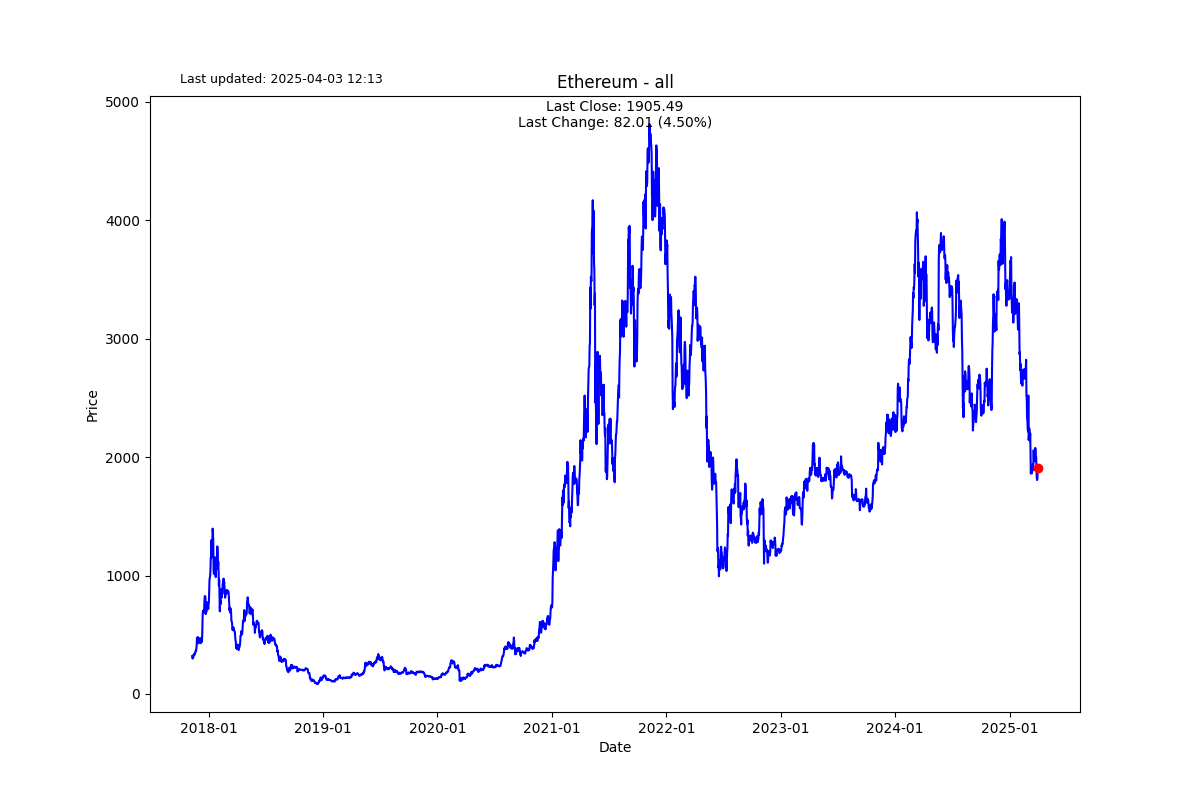 Last updated: 2025-04-03 12:13
Ethereum - all
Last Close: 1905.49
Last Change: 82.01 (4.50%)
5000
4000
3000
2000
1000
0
Price
2018-01 2019-01 2020-01 2021-01 2022-01 2023-01 2024-01 2025-01
Date